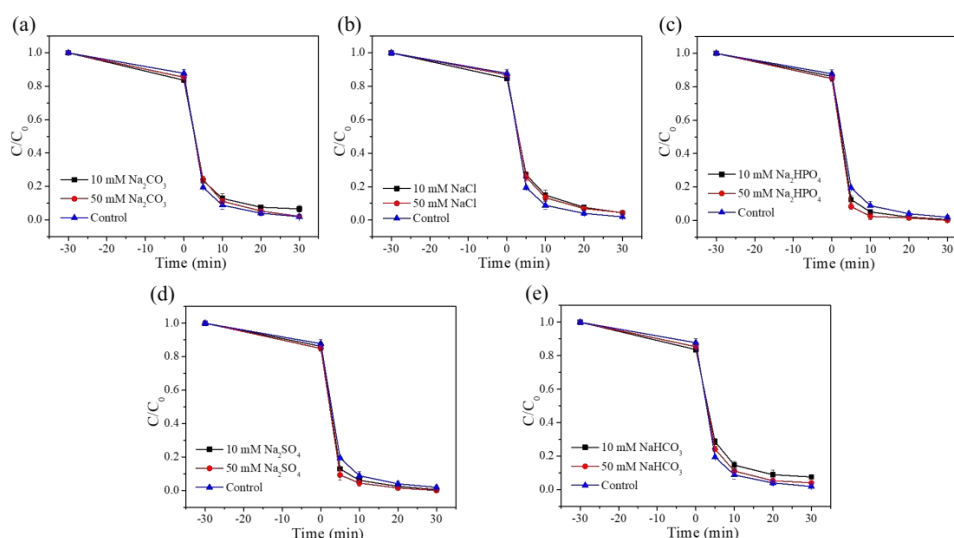 (a)
C/C₀
1.0
0.8
0.6
0.4
0.2
0.0
10 mM Na₂CO₃
50 mM Na₂CO₃
Control
-30 -20 -10 0 10 20 30
Time (min)
(b)
C/C₀
1.0
0.8
0.6
0.4
0.2
0.0
10 mM NaCl
50 mM NaCl
Control
-30 -20 -10 0 10 20 30
Time (min)
(c)
C/C₀
1.0
0.8
0.6
0.4
0.2
0.0
10 mM Na₂HPO₄
50 mM Na₂HPO₄
Control
-30 -20 -10 0 10 20 30
Time (min)
(d)
C/C₀
1.0
0.8
0.6
0.4
0.2
0.0
10 mM Na₂SO₄
50 mM Na₂SO₄
Control
-30 -20 -10 0 10 20 30
Time (min)
(e)
C/C₀
1.0
0.8
0.6
0.4
0.2
0.0
10 mM NaHCO₃
50 mM NaHCO₃
Control
-30 -20 -10 0 10 20 30
Time (min)